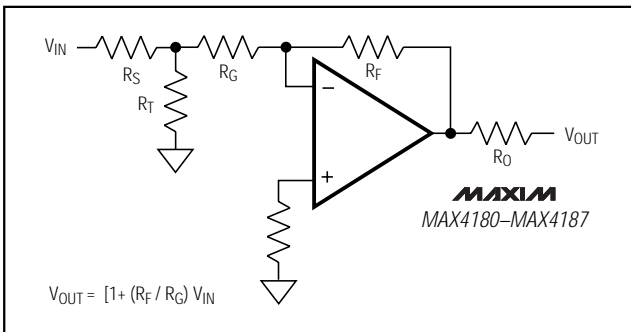 VIN
RS
RT
RG
RF
−
+
RO
VOUT
MAXIM
MAX4180–MAX4187
VOUT = [1+ (RF / RG) VIN